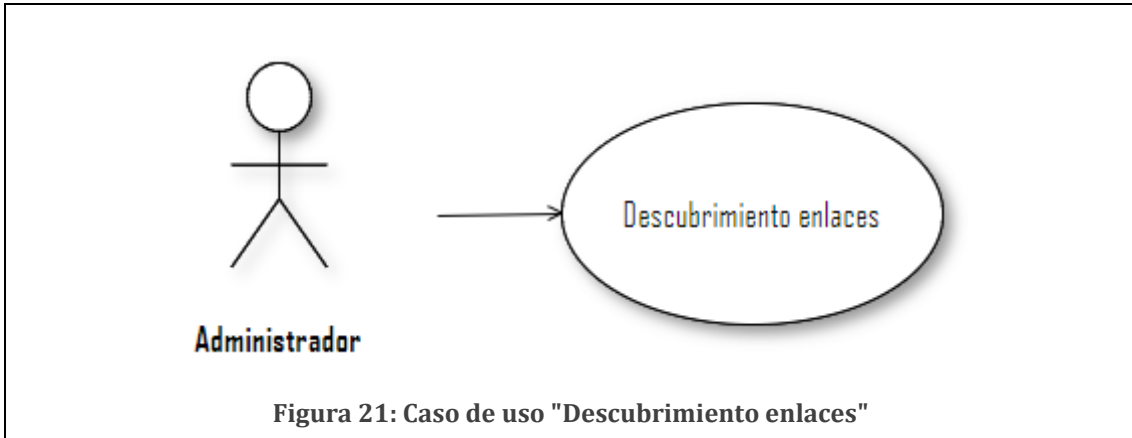 Descubrimiento enlaces
Administrador
Figura 21: Caso de uso "Descubrimiento enlaces"